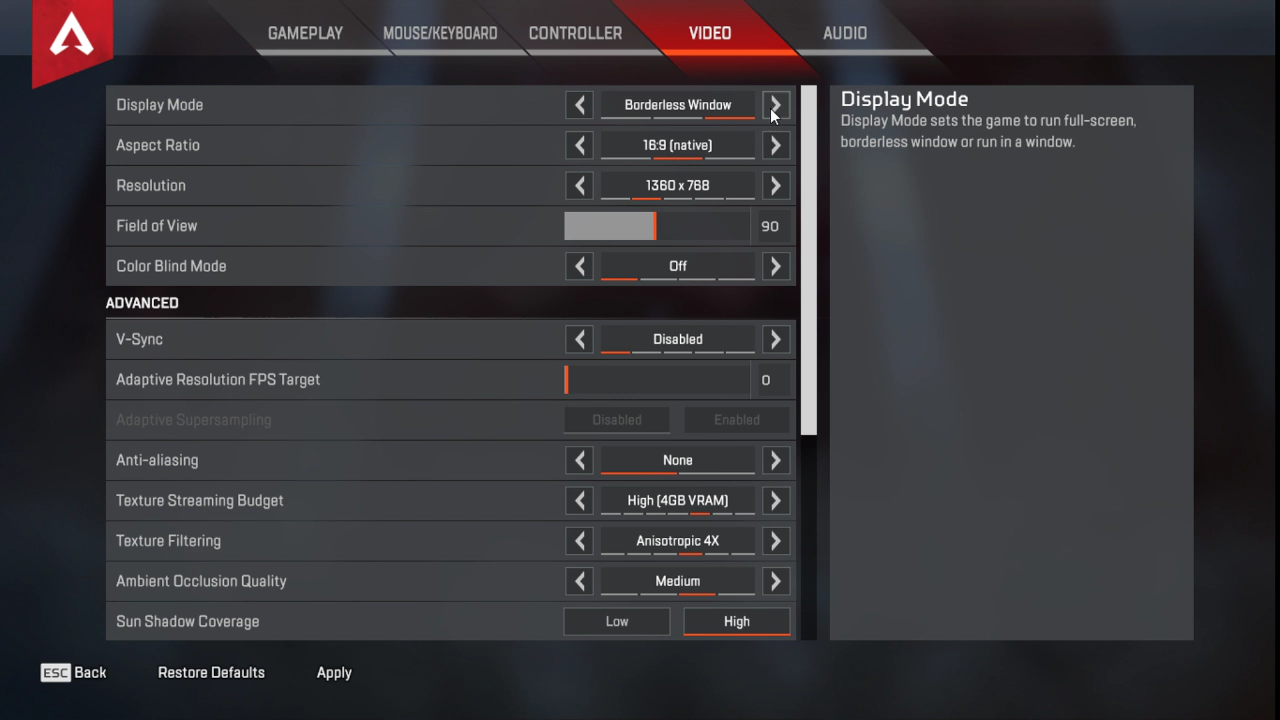 GAMEPLAY MOUSE/KEYBOARD CONTROLLER VIDEO AUDIO
Display Mode Borderless Window
Aspect Ratio 16:9 (native)
Resolution 1360 x 768
Field of View 90
Color Blind Mode Off
ADVANCED
V-Sync Disabled
Adaptive Resolution FPS Target 0
Adaptive Supersampling Disabled Enabled
Anti-aliasing None
Texture Streaming Budget High (4GB VRAM)
Texture Filtering Anisotropic 4X
Ambient Occlusion Quality Medium
Sun Shadow Coverage Low High
Display Mode
Display Mode sets the game to run full-screen,
borderless window or run in a window.
ESC Back Restore Defaults Apply